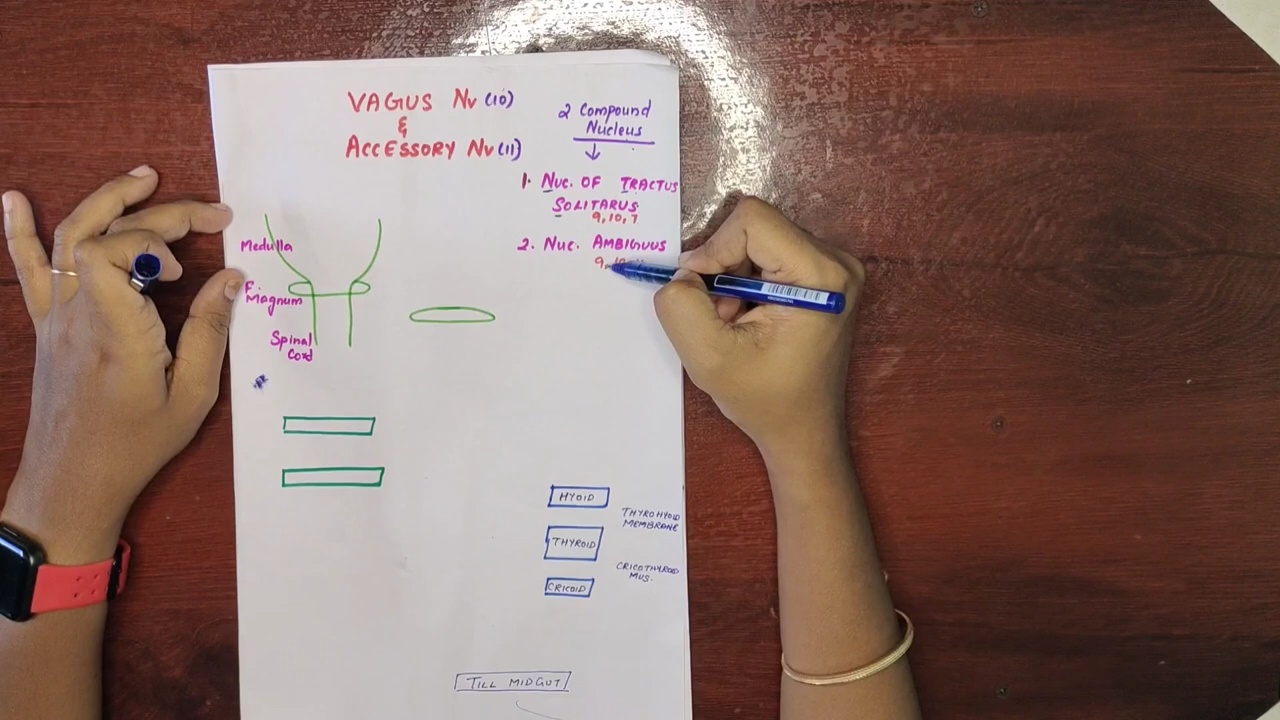 VAGUS Nv (10)
&
ACCESSORY Nv (11)
2 Compound
Nucleus
↓
1. Nuc. OF TRACTUS
SOLITARUS
9, 10, 7
2. Nuc. AMBIGUUS
9
Medulla
F.
Magnum
Spinal
Cord
HYOID
THYROHYOID
MEMBRANE
THYROID
CRICOTHYROID
MUS.
CRICOID
TILL MIDGUT